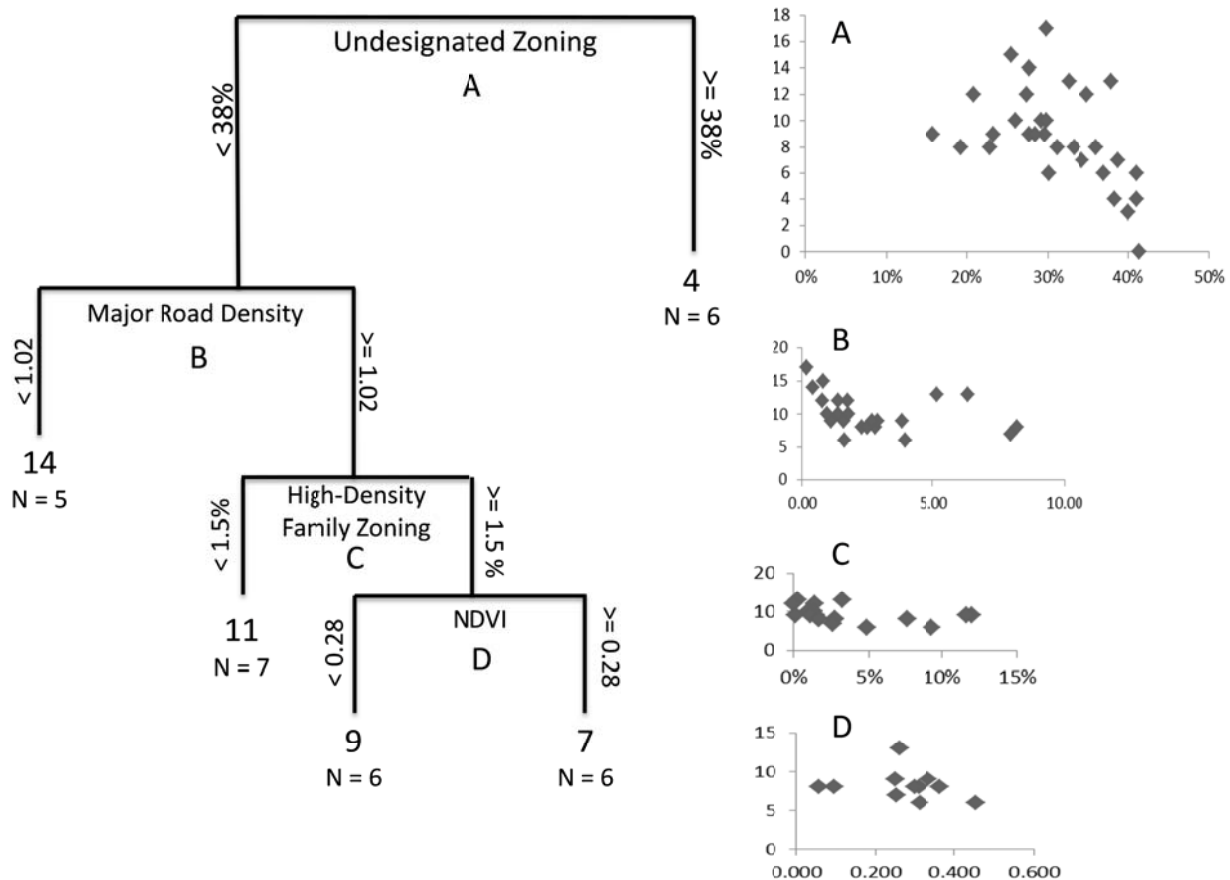 Undesignated Zoning
A
< 38%
>= 38%
4
N = 6
Major Road Density
B
< 1.02
>= 1.02
14
N = 5
High-Density
Family Zoning
C
< 1.5%
>= 1.5 %
11
N = 7
NDVI
D
< 0.28
>= 0.28
9
N = 6
7
N = 6
A
18
16
14
12
10
8
6
4
2
0
0% 10% 20% 30% 40% 50%
B
20
15
10
5
0
0.00 5.00 10.00
C
20
10
0
0% 5% 10% 15%
D
15
10
5
0
0.000 0.200 0.400 0.600